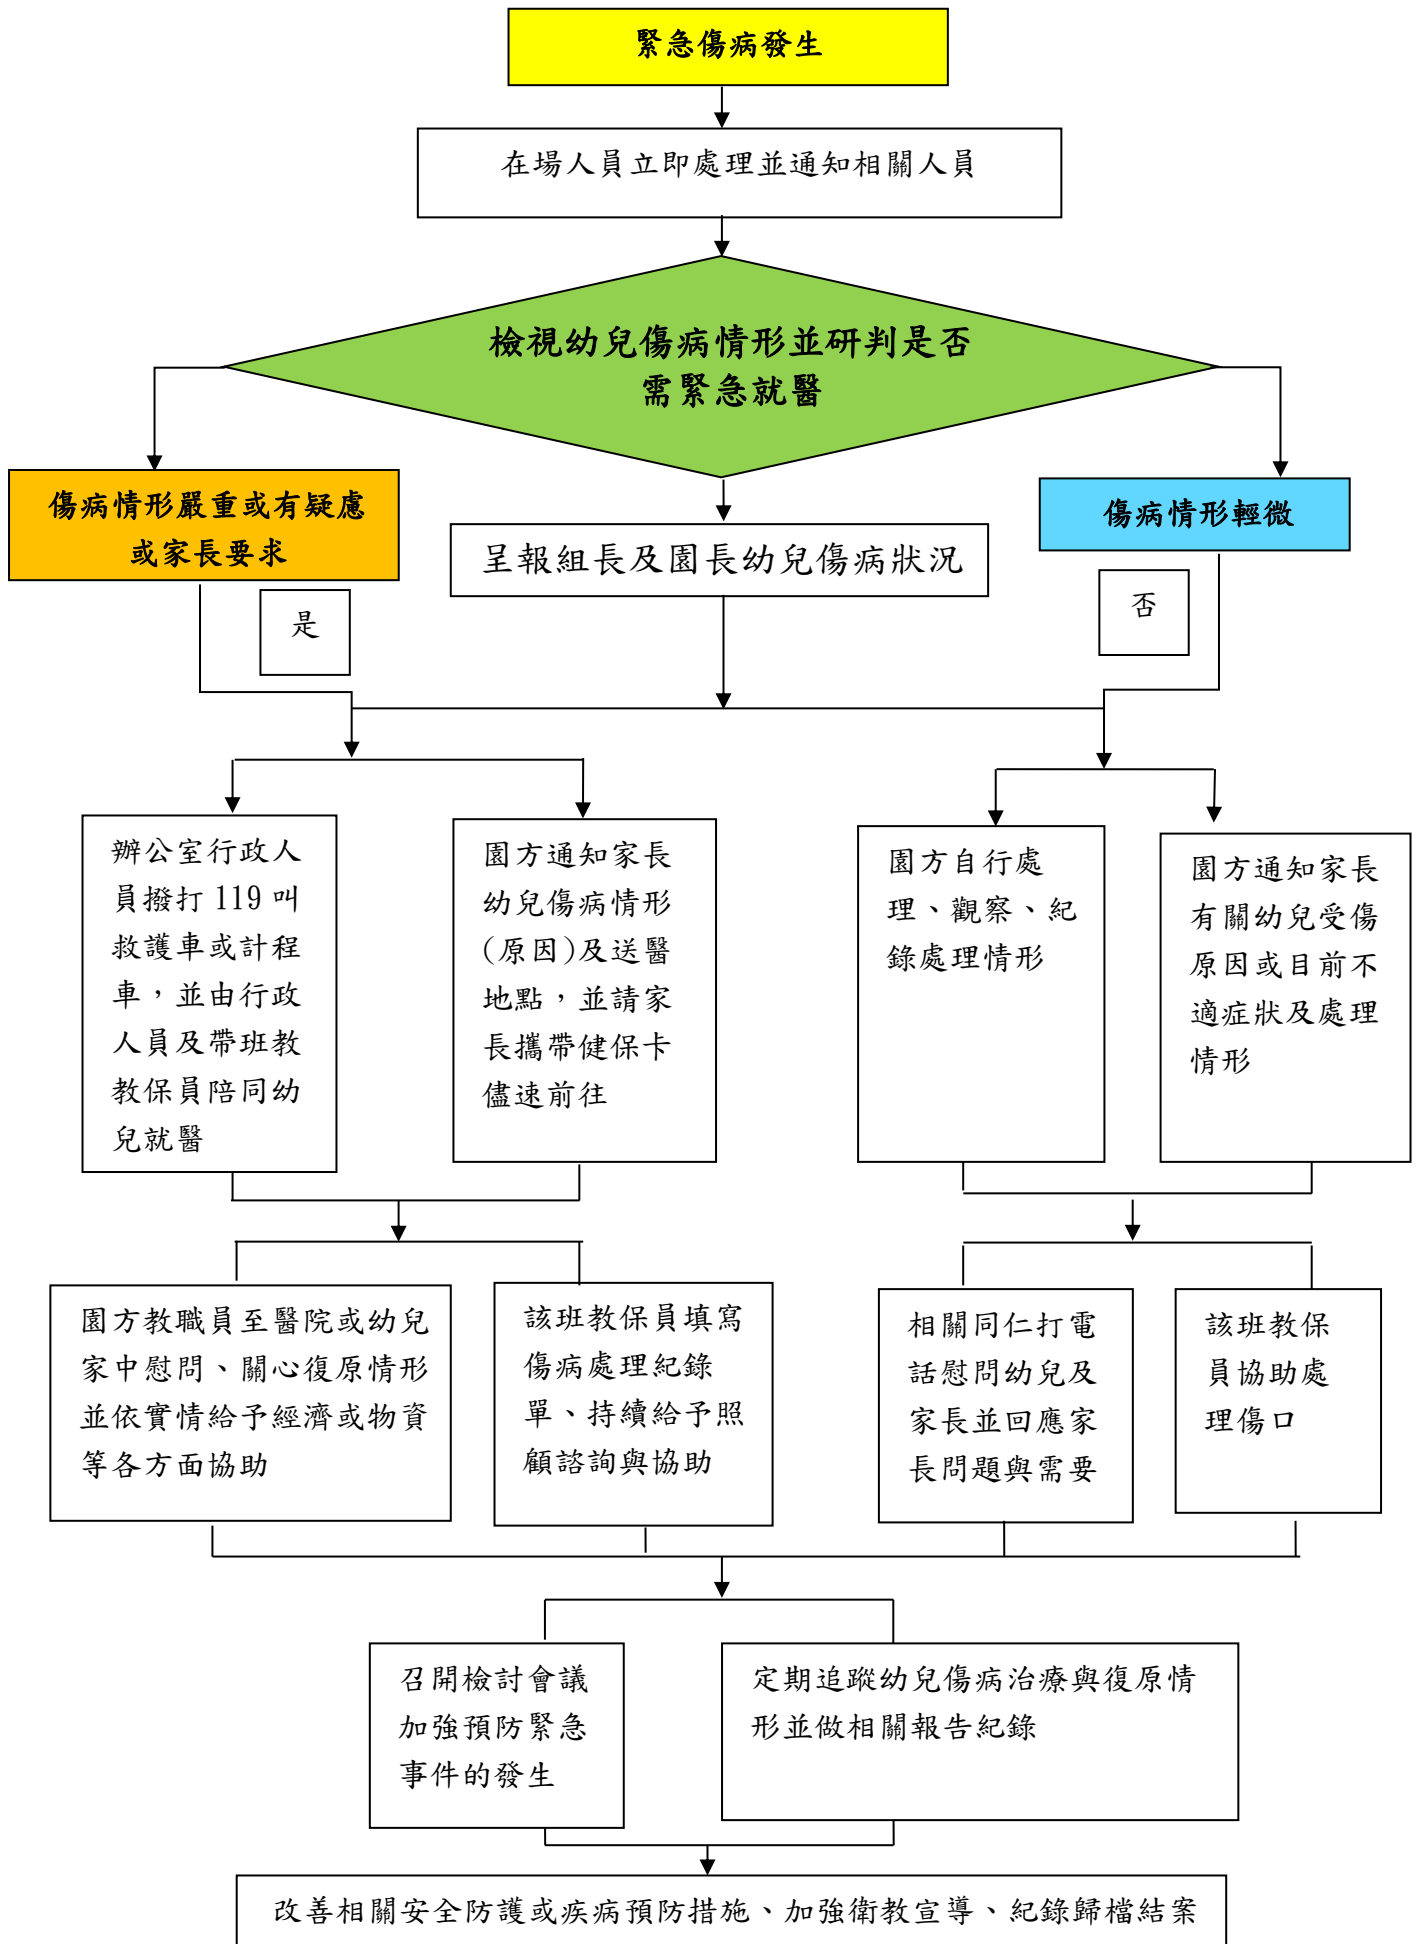 緊急傷病發生
在場人員立即處理並通知相關人員
檢視幼兒傷病情形並研判是否
需緊急就醫
傷病情形嚴重或有疑慮
或家長要求
呈報組長及園長幼兒傷病狀況
傷病情形輕微
是
否
辦公室行政人
員撥打 119 叫
救護車或計程
車，並由行政
人員及帶班教
教保員陪同幼
兒就醫
園方通知家長
幼兒傷病情形
(原因)及送醫
地點，並請家
長攜帶健保卡
儘速前往
園方自行處
理、觀察、紀
錄處理情形
園方通知家長
有關幼兒受傷
原因或目前不
適症狀及處理
情形
園方教職員至醫院或幼兒
家中慰問、關心復原情形
並依實情給予經濟或物資
等各方面協助
該班教保員填寫
傷病處理紀錄
單、持續給予照
顧諮詢與協助
相關同仁打電
話慰問幼兒及
家長並回應家
長問題與需要
該班教保
員協助處
理傷口
召開檢討會議
加強預防緊急
事件的發生
定期追蹤幼兒傷病治療與復原情
形並做相關報告紀錄
改善相關安全防護或疾病預防措施、加強衛教宣導、紀錄歸檔結案